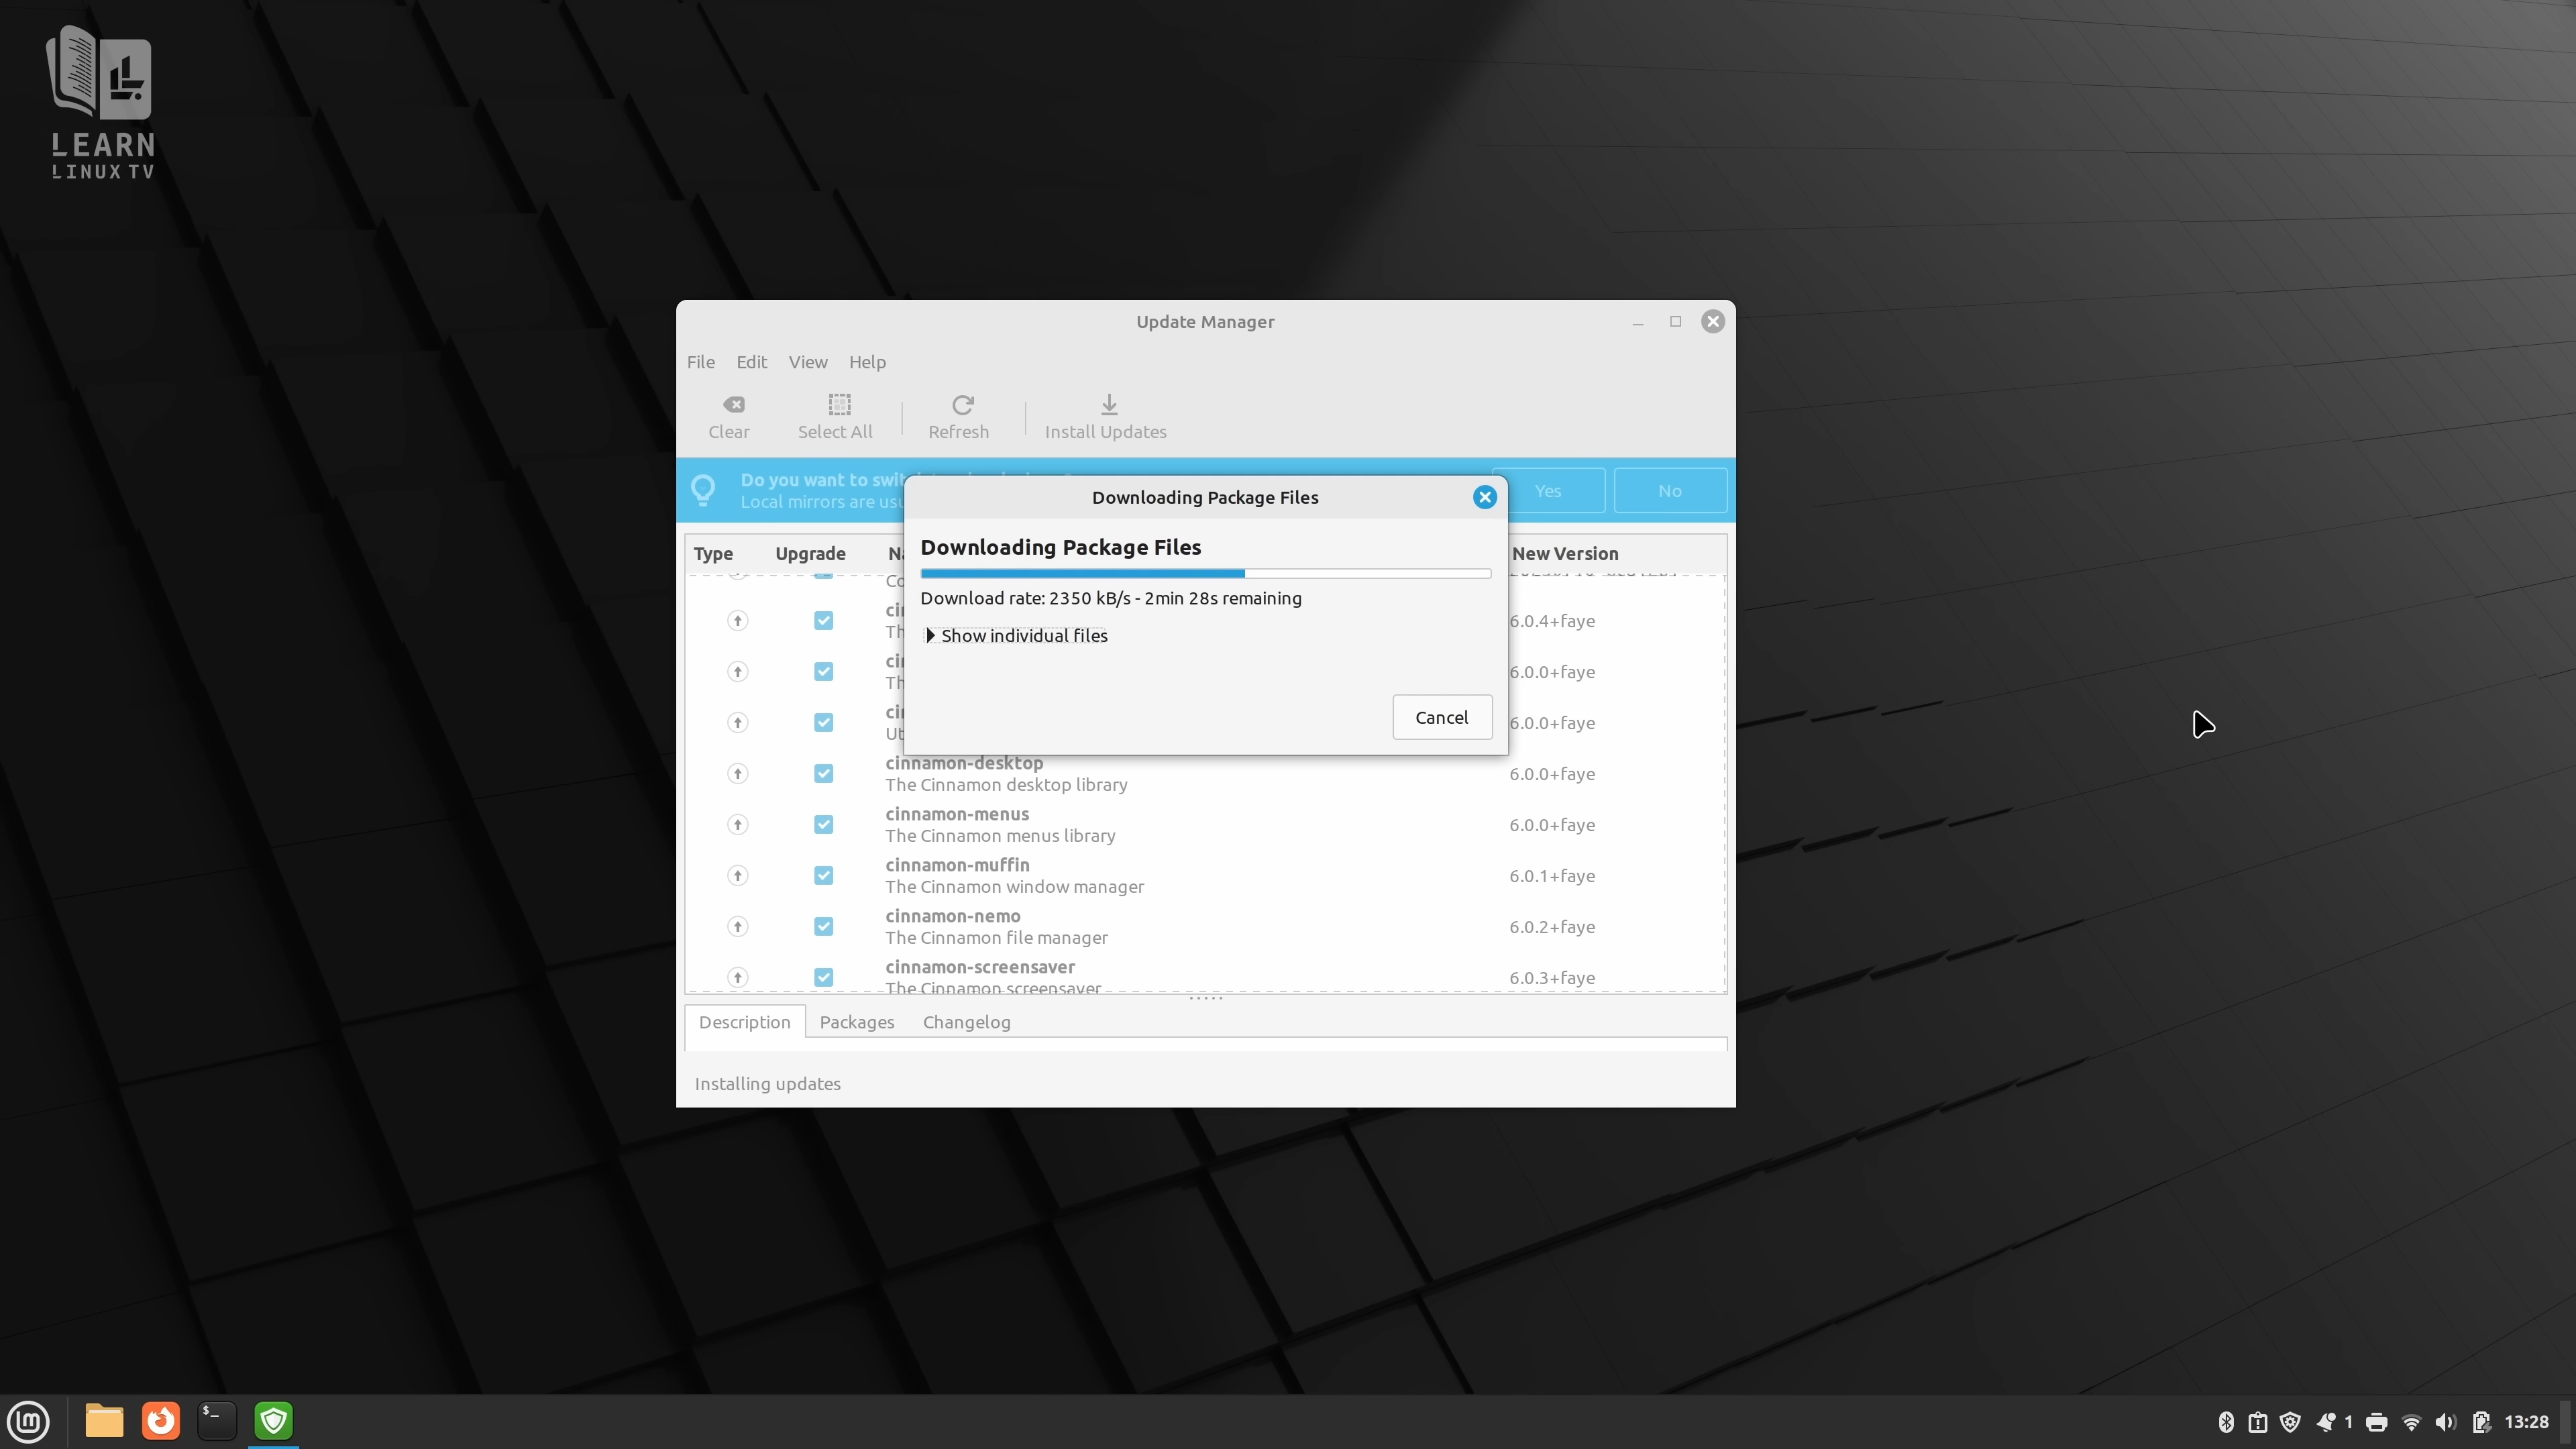 LEARN
LINUX TV
Update Manager
File Edit View Help
Clear Select All Refresh Install Updates
Do you want to
Local mirrors are
Yes No
Downloading Package Files
Downloading Package Files
Download rate: 2350 kB/s - 2min 28s remaining
Show individual files
Cancel
Type Upgrade New Version
6.0.4+faye
6.0.0+faye
6.0.0+faye
cinnamon-desktop
The Cinnamon desktop library
6.0.0+faye
cinnamon-menus
The Cinnamon menus library
6.0.0+faye
cinnamon-muffin
The Cinnamon window manager
6.0.1+faye
cinnamon-nemo
The Cinnamon file manager
6.0.2+faye
cinnamon-screensaver
The Cinnamon screensaver
6.0.3+faye
Description Packages Changelog
Installing updates
lm
$_
1 13:28